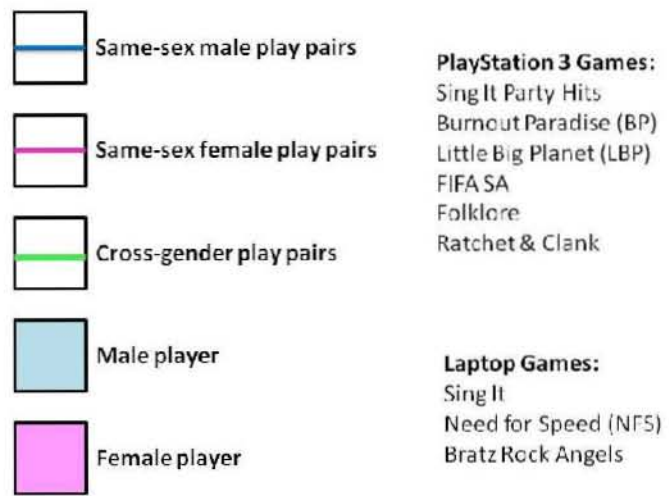 Same-sex male play pairs
Same-sex female play pairs
Cross-gender play pairs
Male player
Female player
PlayStation 3 Games:
Sing It Party Hits
Burnout Paradise (BP)
Little Big Planet (LBP)
FIFA SA
Folklore
Ratchet & Clank
Laptop Games:
Sing It
Need for Speed (NFS)
Bratz Rock Angels